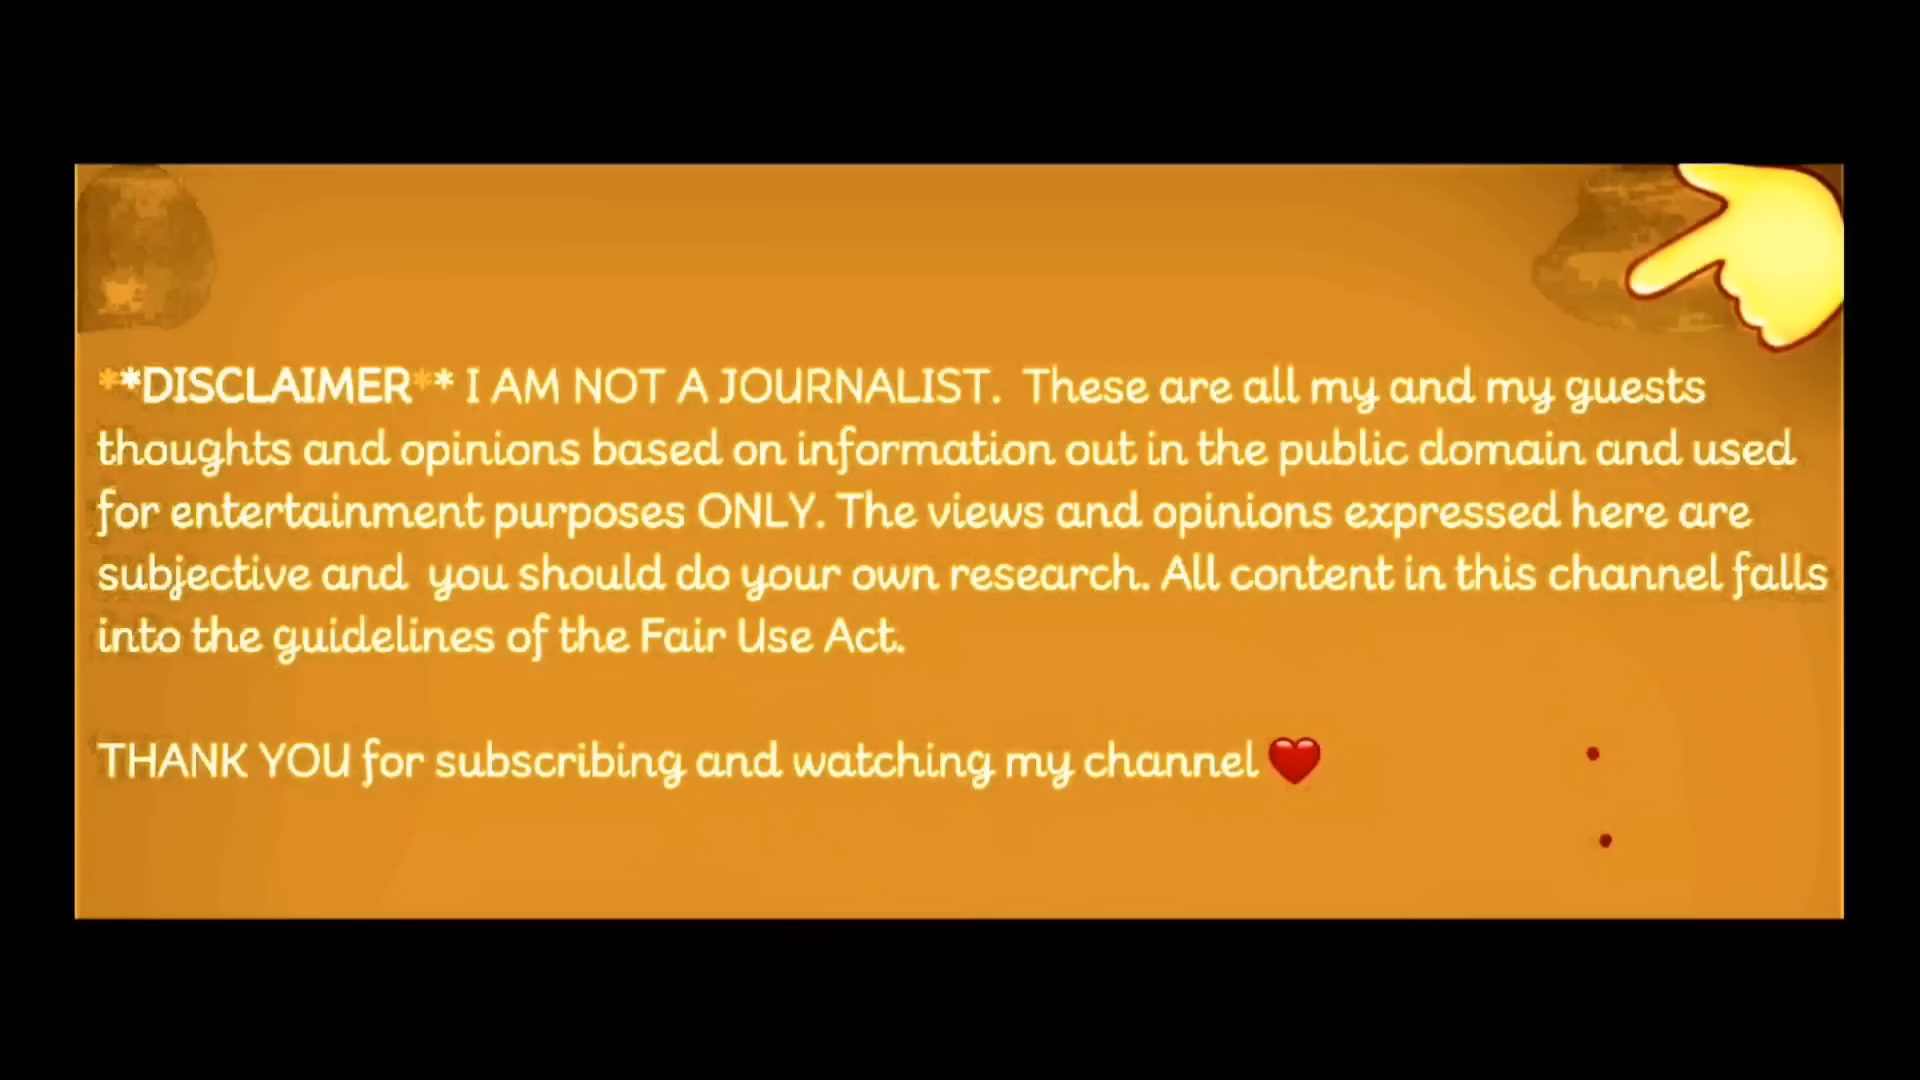 **DISCLAIMER** I AM NOT A JOURNALIST. These are all my and my guests
thoughts and opinions based on information out in the public domain and used
for entertainment purposes ONLY. The views and opinions expressed here are
subjective and you should do your own research. All content in this channel falls
into the guidelines of the Fair Use Act.
THANK YOU for subscribing and watching my channel ❤️